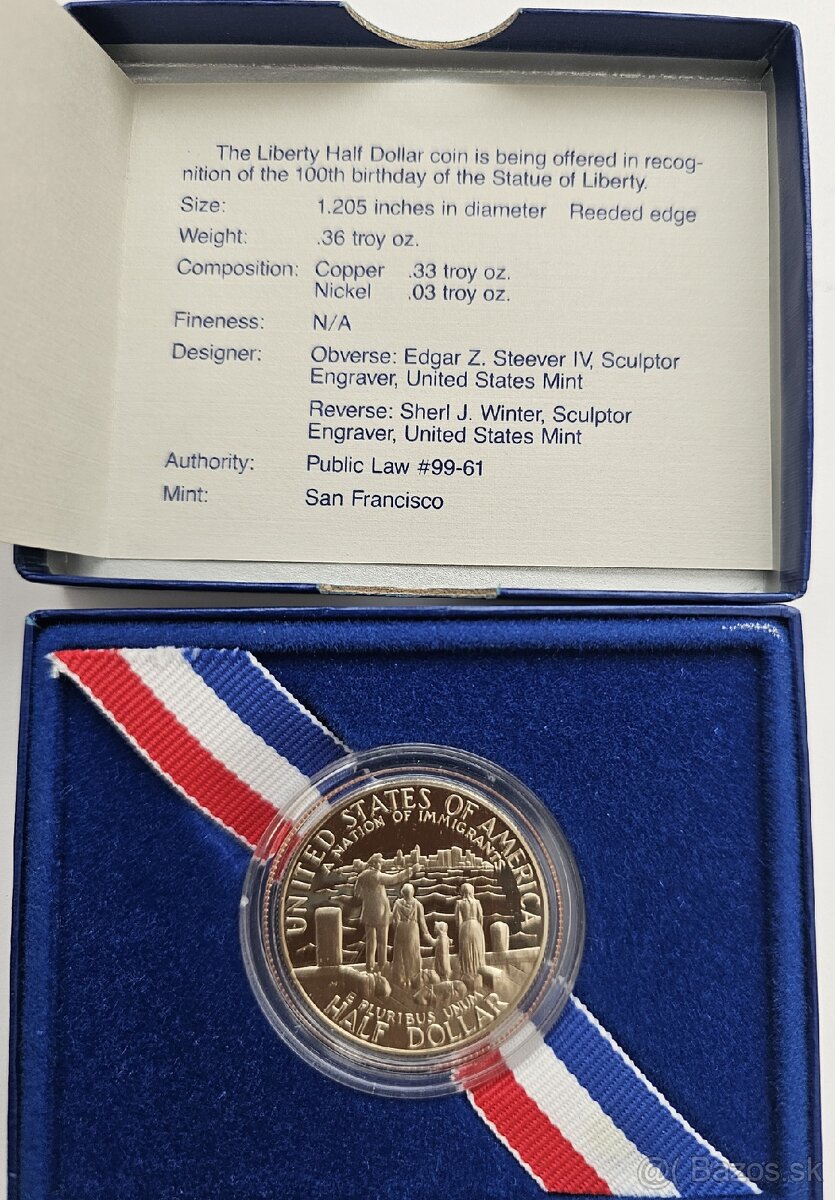 The Liberty Half Dollar coin is being offered in recog-
nition of the 100th birthday of the Statue of Liberty.
Size: 1.205 inches in diameter Reeded edge
Weight: .36 troy oz.
Composition: Copper .33 troy oz.
Nickel .03 troy oz.
Fineness: N/A
Designer: Obverse: Edgar Z. Steever IV, Sculptor
Engraver, United States Mint
Reverse: Sherl J. Winter, Sculptor
Engraver, United States Mint
Authority: Public Law #99-61
Mint: San Francisco
UNITED STATES OF AMERICA
A NATION OF IMMIGRANTS
E PLURIBUS UNUM
HALF DOLLAR
@( Bazos.sk